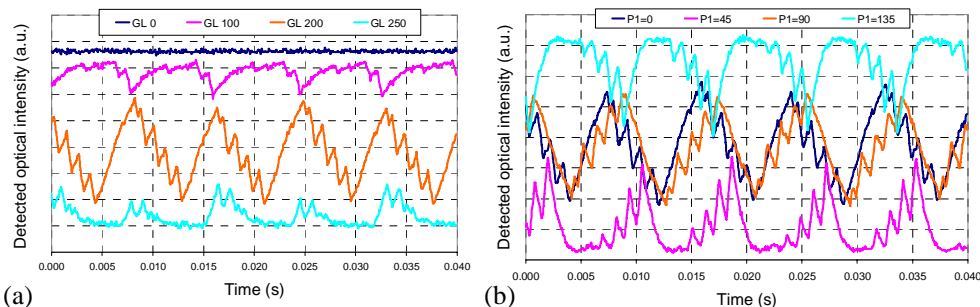 GL 0 GL 100 GL 200 GL 250
Detected optical intensity (a.u.)
0.000 0.005 0.010 0.015 0.020 0.025 0.030 0.035 0.040
Time (s)
(a)
P1=0 P1=45 P1=90 P1=135
Detected optical intensity (a.u.)
0.000 0.005 0.010 0.015 0.020 0.025 0.030 0.035 0.040
Time (s)
(b)